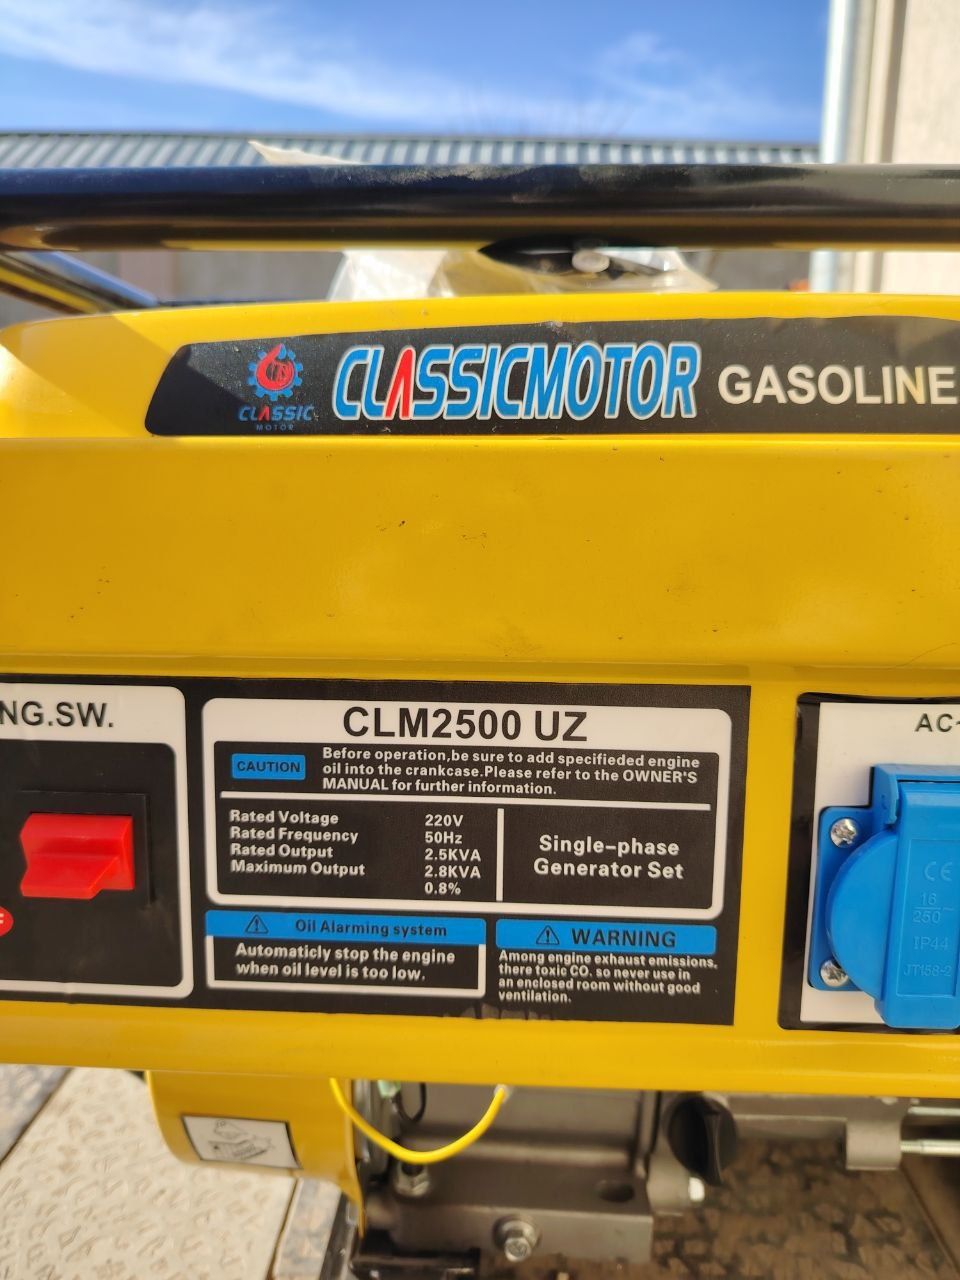 CLASSIC
MOTOR
CLASSICMOTOR
GASOLINE
NG.SW.
CLM2500 UZ
CAUTION
Before operation,be sure to add specifieded engine
oil into the crankcase.Please refer to the OWNER'S
MANUAL for further information.
Rated Voltage 220V
Rated Frequency 50Hz
Rated Output 2.5KVA
Maximum Output 2.8KVA
0.8%
Single-phase
Generator Set
Oil Alarming system
Automaticly stop the engine
when oil level is too low.
WARNING
Among engine exhaust emissions,
there toxic CO. so never use in
an enclosed room without good
ventilation.
AC~
CE
16
250~
IP44
JT158-2